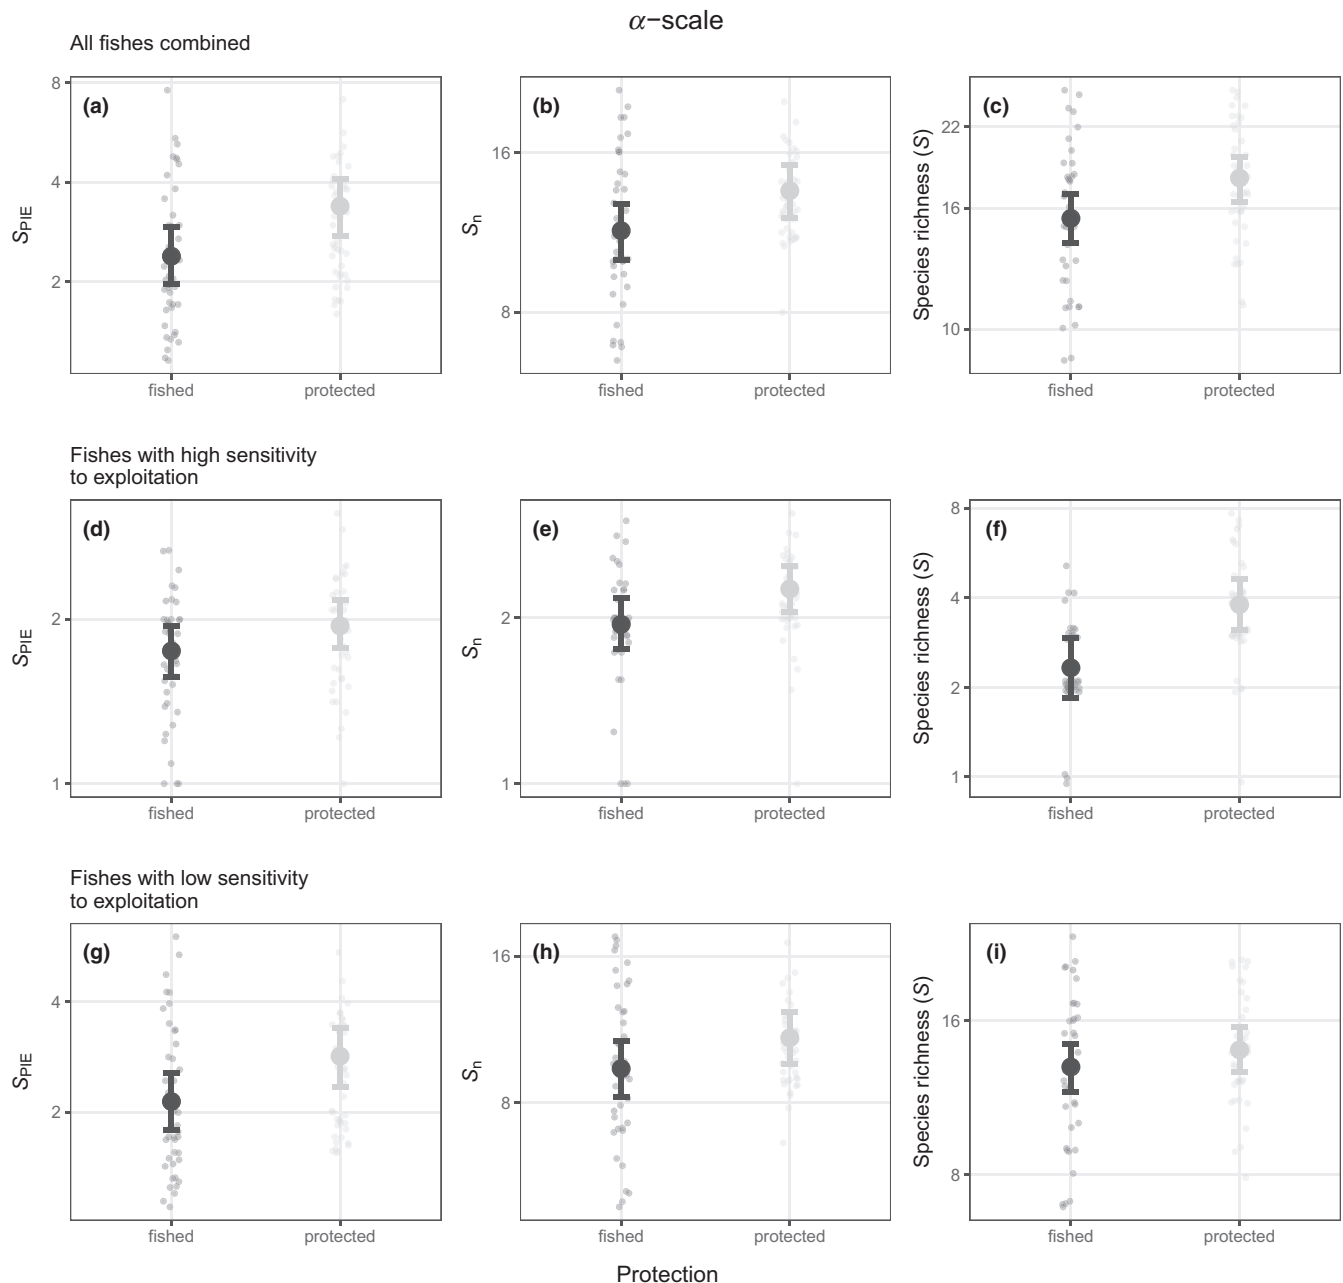 α−scale
All fishes combined
(a)
S PIE
8
4
2
fished
protected
(b)
Sn
16
8
fished
protected
(c)
Species richness (S)
22
16
10
fished
protected
Fishes with high sensitivity
to exploitation
(d)
S PIE
2
1
fished
protected
(e)
Sn
2
1
fished
protected
(f)
Species richness (S)
8
4
2
1
fished
protected
Fishes with low sensitivity
to exploitation
(g)
S PIE
4
2
fished
protected
(h)
Sn
16
8
fished
protected
(i)
Species richness (S)
16
8
fished
protected
Protection